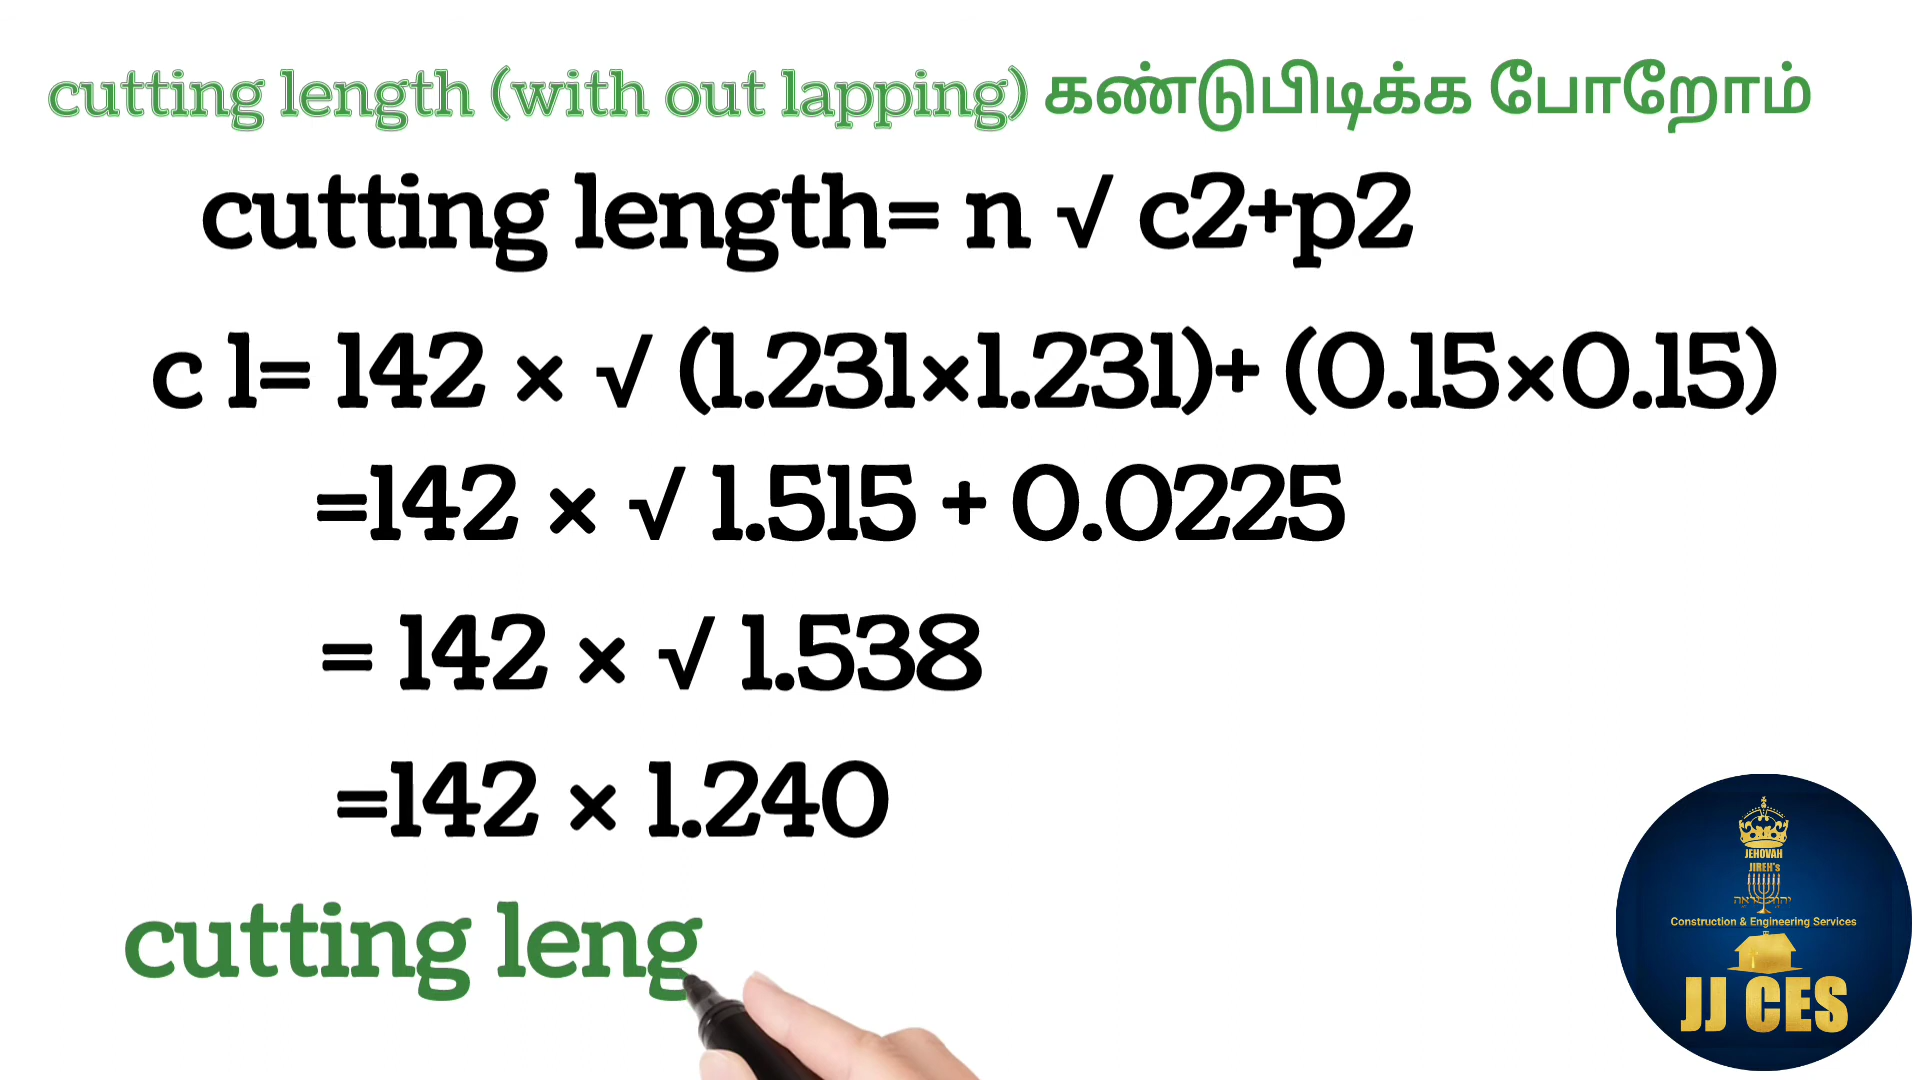 cutting length (with out lapping) கண்டுபிடிக்க போறோம்
cutting length= n √ c2+p2
c l= 142 × √ (1.231×1.231)+ (0.15×0.15)
=142 × √ 1.515 + 0.0225
= 142 × √ 1.538
=142 × 1.240
cutting leng
JEHOVAH
JIREH's
Construction & Engineering Services
JJ CES